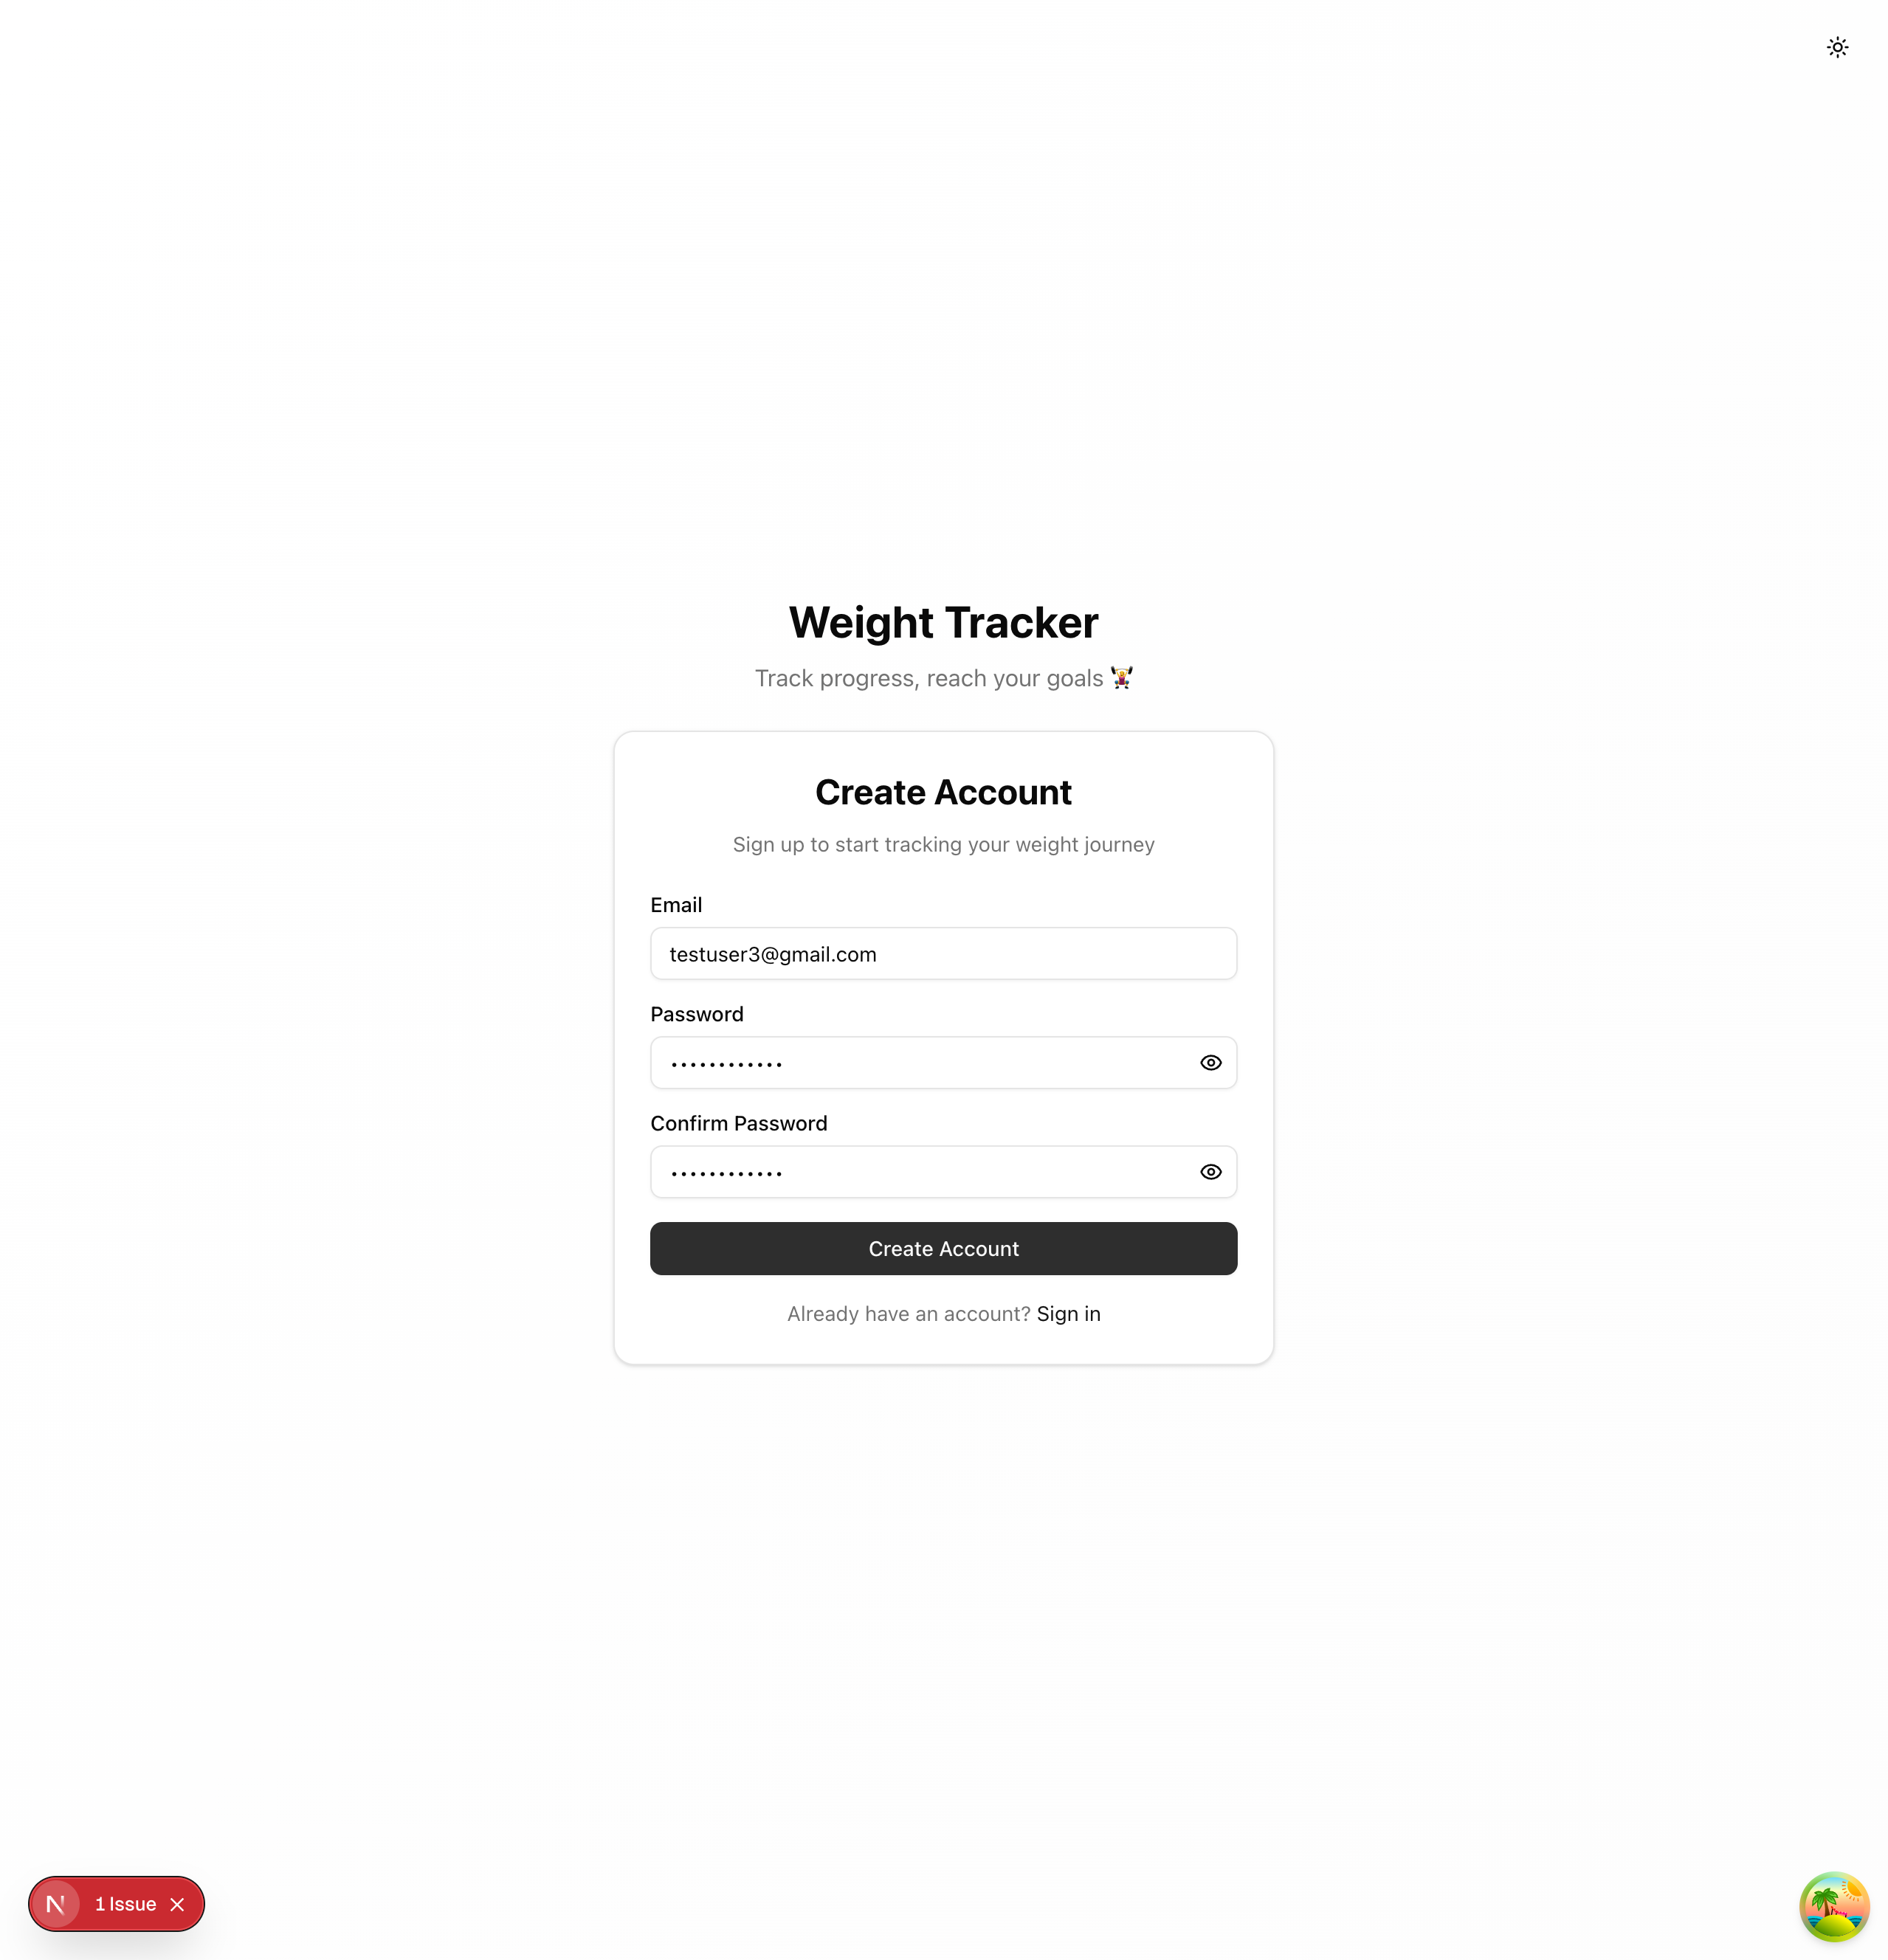 Weight Tracker
Track progress, reach your goals 🏋️
Create Account
Sign up to start tracking your weight journey
Email
testuser3@gmail.com
Password
••••••••••••
Confirm Password
••••••••••••
Create Account
Already have an account? Sign in
N 1 Issue